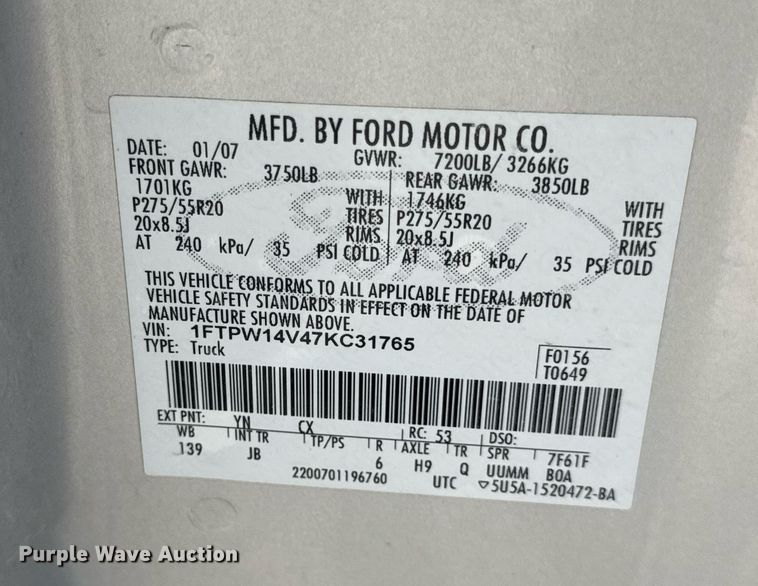 MFD. BY FORD MOTOR CO.
DATE: 01/07 GVWR: 7200LB/ 3266KG
FRONT GAWR: 3750LB REAR GAWR: 3850LB
1701KG WITH 1746KG WITH
P275/55R20 TIRES P275/55R20 TIRES
20x8.5J RIMS 20x8.5J RIMS
AT 240 kPa/ 35 PSI COLD AT 240 kPa/ 35 PSI COLD
Ford
THIS VEHICLE CONFORMS TO ALL APPLICABLE FEDERAL MOTOR
VEHICLE SAFETY STANDARDS IN EFFECT ON THE DATE OF
MANUFACTURE SHOWN ABOVE.
VIN: 1FTPW14V47KC31765
TYPE: Truck
F0156
T0649
EXT PNT: YN CX RC: 53 DSO:
WB INT TR TP/PS R AXLE TR SPR 7F61F
139 JB 6 H9 Q UUMM BOA
2200701196760 UTC ▽5U5A-1520472-BA
Purple Wave Auction